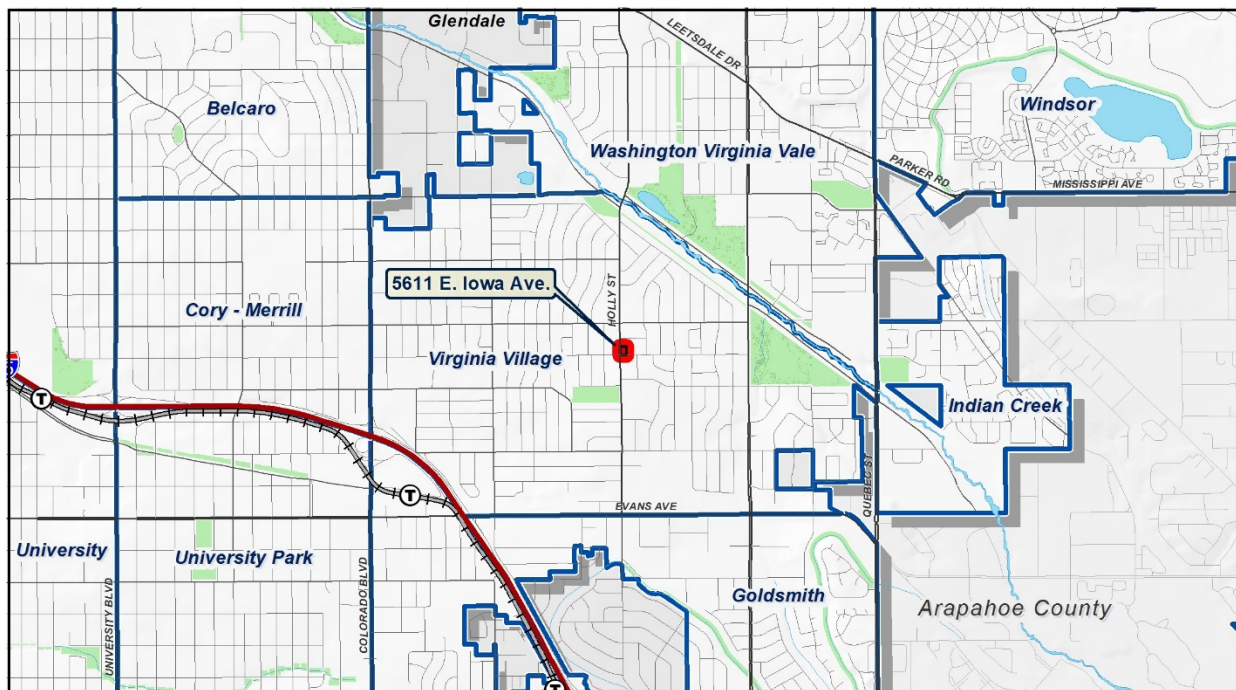 Glendale
LEETSDALE DR
Belcaro
Windsor
Washington Virginia Vale
PARKER RD
MISSISSIPPI AVE
5611 E. Iowa Ave.
HOLLY ST
Cory - Merrill
Virginia Village
T
Indian Creek
T
QUEBEC ST
EVANS AVE
University
University Park
UNIVERSITY BLVD
COLORADO BLVD
Goldsmith
Arapahoe County
T